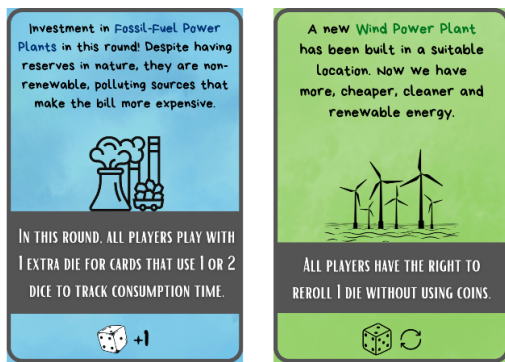 Investment in Fossil-Fuel Power
Plants in this round! Despite having
reserves in nature, they are non-
renewable, polluting sources that
make the bill more expensive.
IN THIS ROUND, ALL PLAYERS PLAY WITH
1 EXTRA DIE FOR CARDS THAT USE 1 OR 2
DICE TO TRACK CONSUMPTION TIME.
+1
A new Wind Power Plant
has been built in a suitable
location. Now we have
more, cheaper, cleaner and
renewable energy.
ALL PLAYERS HAVE THE RIGHT TO
REROLL 1 DIE WITHOUT USING COINS.